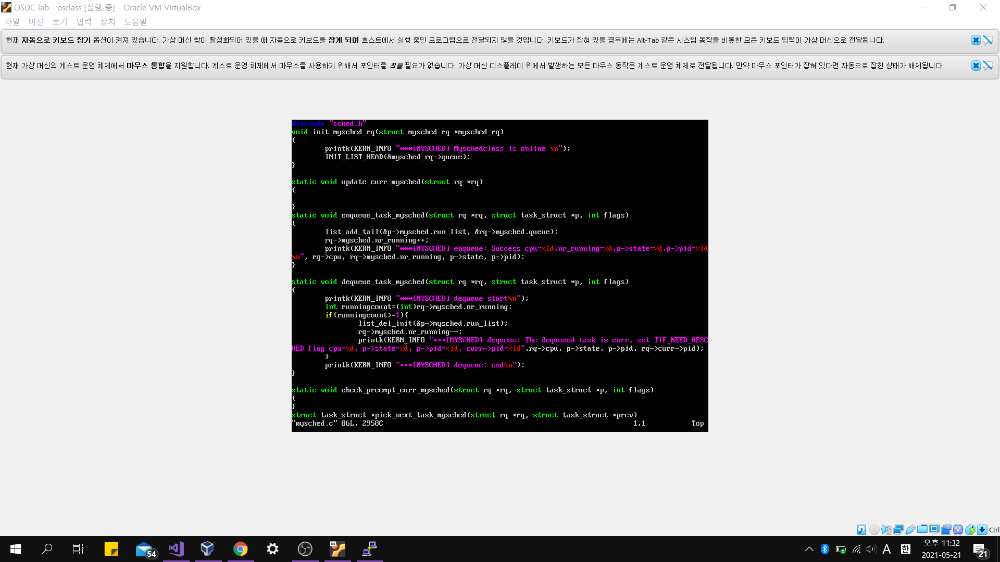 OSDC lab - osclass [실행 중] - Oracle VM VirtualBox
파일 머신 보기 입력 장치 도움말
현재 자동으로 키보드 잡기 옵션이 켜져 있습니다. 가상 머신 창이 활성화되어 있을 때 자동으로 키보드를 잡게 되며 호스트에서 실행 중인 프로그램으로 전달되지 않을 것입니다. 키보드가 잡혀 있을 경우에는 Alt-Tab 같은 시스템 동작을 비롯한 모든 키보드 입력이 가상 머신으로 전달됩니다.
현재 가상 머신의 게스트 운영 체제에서 마우스 통합을 지원합니다. 게스트 운영 체제에서 마우스를 사용하기 위해서 포인터를 잡을 필요가 없습니다. 가상 머신 디스플레이 위에서 발생하는 모든 마우스 동작은 게스트 운영 체제로 전달됩니다. 만약 마우스 포인터가 잡혀 있다면 자동으로 잡힌 상태가 해제됩니다.
#include "sched.h"
void init_mysched_rq(struct mysched_rq *mysched_rq)
{
printk(KERN_INFO "***[MYSCHED] Myschedclass is online \n");
INIT_LIST_HEAD(&mysched_rq->queue);
}
static void update_curr_mysched(struct rq *rq)
{
}
static void enqueue_task_mysched(struct rq *rq, struct task_struct *p, int flags)
{
list_add_tail(&p->mysched.run_list, &rq->mysched.queue);
rq->mysched.nr_running++;
printk(KERN_INFO "***[MYSCHED] enqueue: Success cpu=%ld,nr_running=%d,p->state=%d,p->pid=%ld
\n", rq->cpu, rq->mysched.nr_running, p->state, p->pid);
}
static void dequeue_task_mysched(struct rq *rq, struct task_struct *p, int flags)
{
printk(KERN_INFO "***[MYSCHED] dequeue start\n");
int runningcount=(int)rq->mysched.nr_running;
if(runningcount>=1){
list_del_init(&p->mysched.run_list);
rq->mysched.nr_running--;
printk(KERN_INFO "***[MYSCHED] dequeue: The dequeued task is curr, set TIF_NEED_RESC
HED flag cpu=%d, p->state=%d, p->pid=%ld, curr->pid=%ld",rq->cpu, p->state, p->pid, rq->curr->pid);
}
printk(KERN_INFO "***[MYSCHED] dequeue: end\n");
}
static void check_preempt_curr_mysched(struct rq *rq, struct task_struct *p, int flags)
{
}
struct task_struct *pick_next_task_mysched(struct rq *rq, struct task_struct *prev)
"mysched.c" 86L, 2958C 1,1 Top
Ctrl
54
64
A 한
오후 11:32
2021-05-21
21